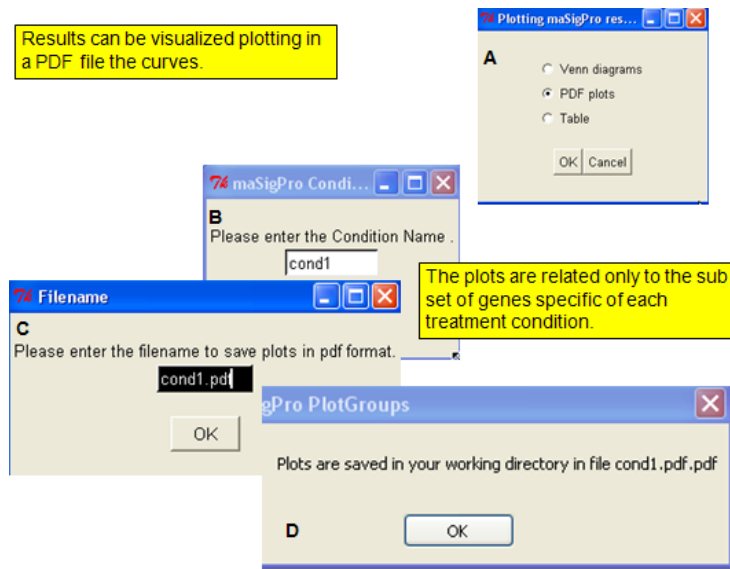 Results can be visualized plotting in
a PDF file the curves.
Plotting maSigPro res...
A
Venn diagrams
PDF plots
Table
OK Cancel
maSigPro Condi...
B
Please enter the Condition Name .
cond1
The plots are related only to the sub
set of genes specific of each
treatment condition.
Filename
C
Please enter the filename to save plots in pdf format.
cond1.pdf
OK
gPro PlotGroups
Plots are saved in your working directory in file cond1.pdf.pdf
D
OK